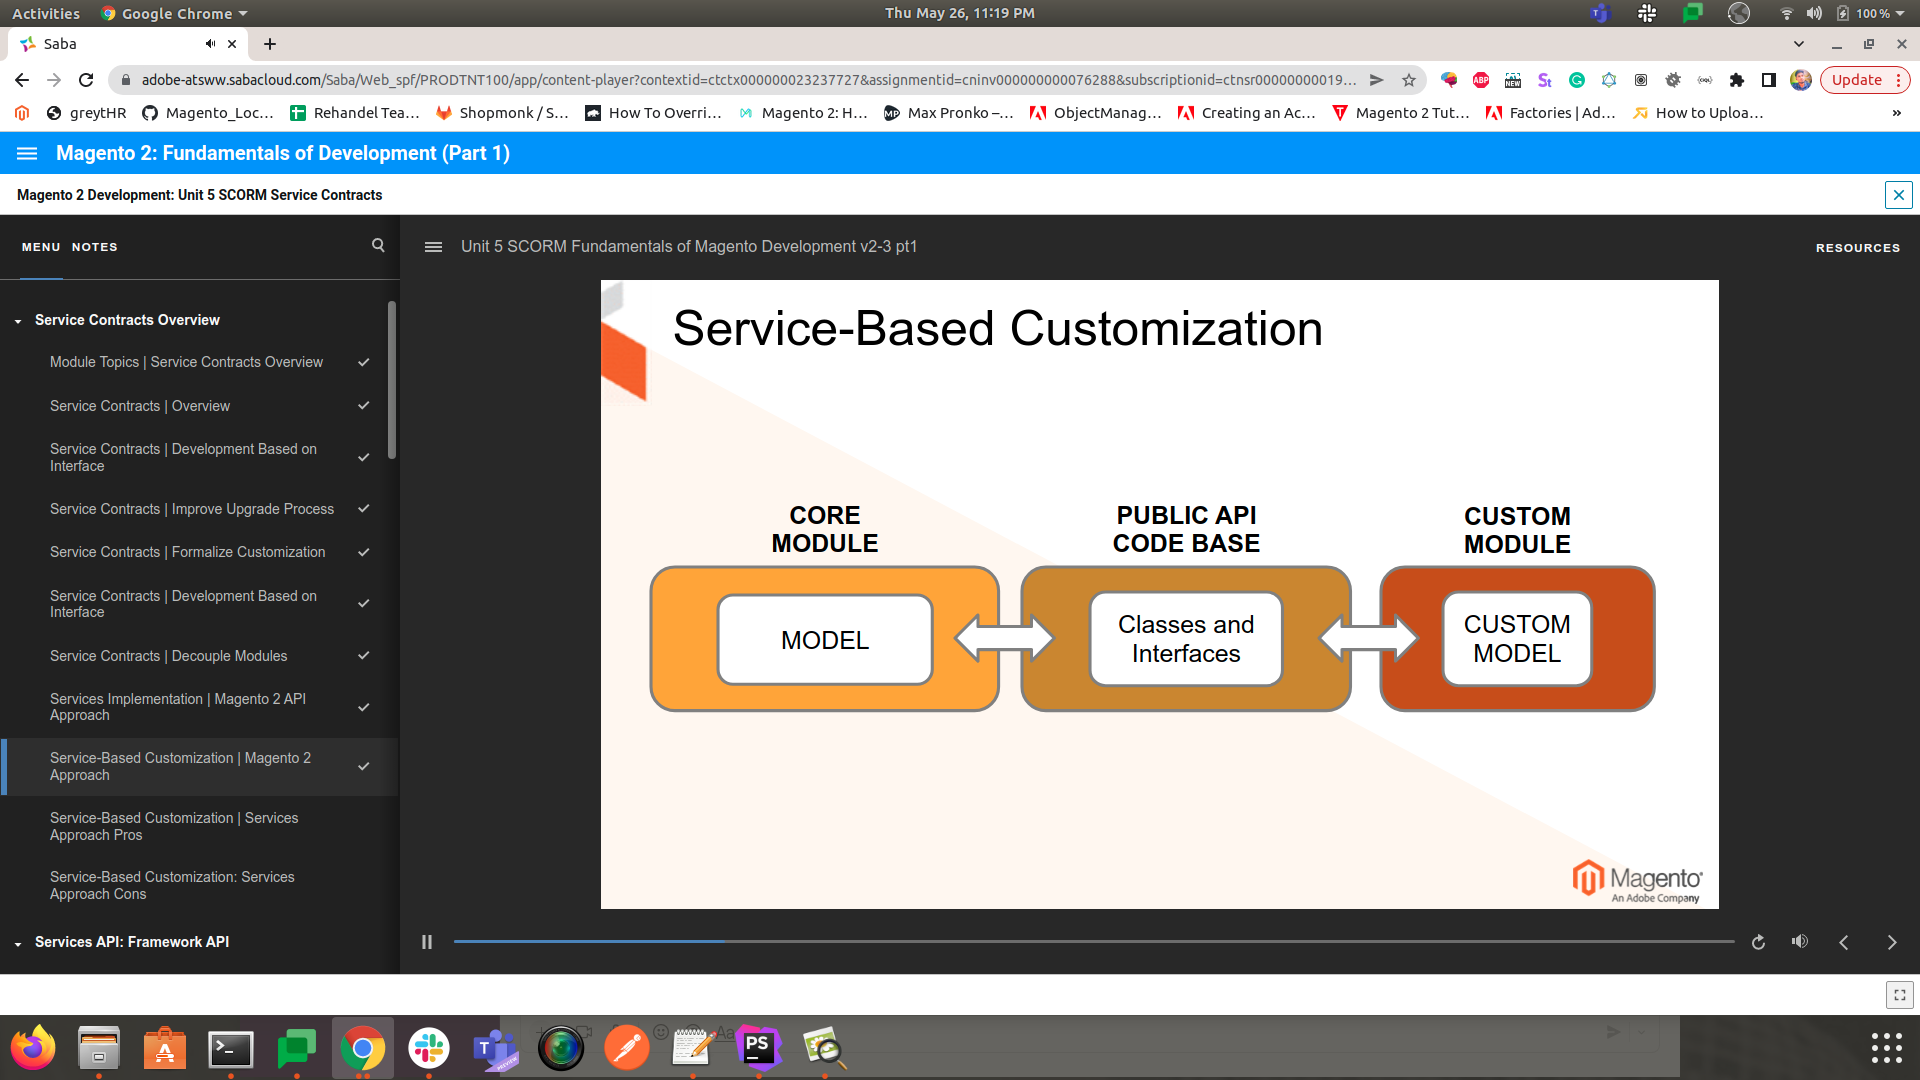 Activities
Google Chrome
Thu May 26, 11:19 PM
100 %
Saba
adobe-atsww.sabacloud.com/Saba/Web_spf/PRODTNT100/app/content-player?contextid=ctctx000000023237727&assignmentid=cninv000000000076288&subscriptionid=ctnsr00000000019...
ABP
NEW
Update
greytHR
Magento_Loc...
Rehandel Tea...
Shopmonk / S...
How To Overri...
Magento 2: H...
Max Pronko –...
ObjectManag...
Creating an Ac...
Magento 2 Tut...
Factories | Ad...
How to Uploa...
»
Magento 2: Fundamentals of Development (Part 1)
Magento 2 Development: Unit 5 SCORM Service Contracts
MENU
NOTES
Unit 5 SCORM Fundamentals of Magento Development v2-3 pt1
RESOURCES
Service Contracts Overview
Module Topics | Service Contracts Overview
Service Contracts | Overview
Service Contracts | Development Based on
Interface
Service Contracts | Improve Upgrade Process
Service Contracts | Formalize Customization
Service Contracts | Development Based on
Interface
Service Contracts | Decouple Modules
Services Implementation | Magento 2 API
Approach
Service-Based Customization | Magento 2
Approach
Service-Based Customization | Services
Approach Pros
Service-Based Customization: Services
Approach Cons
Services API: Framework API
Service-Based Customization
CORE
MODULE
PUBLIC API
CODE BASE
CUSTOM
MODULE
MODEL
Classes and
Interfaces
CUSTOM
MODEL
Magento
An Adobe Company
PS